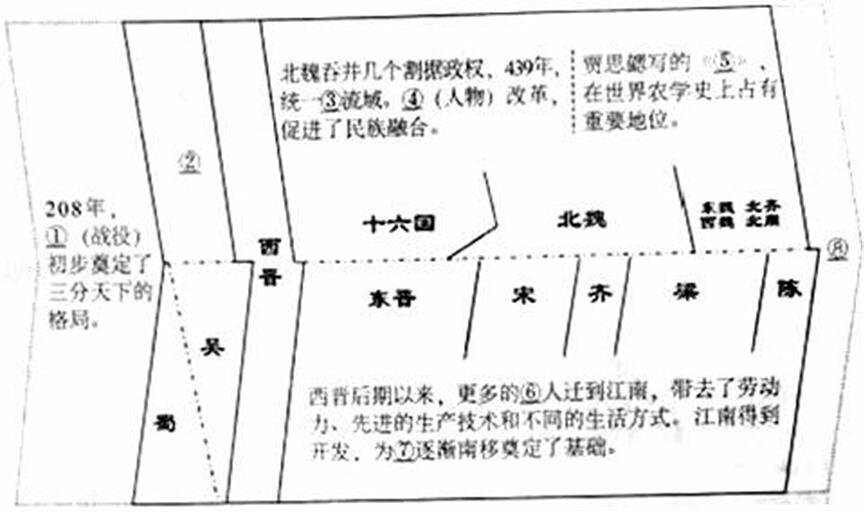 北魏吞并几个割据政权，439年，
统一③流域。④（人物）改革，
促进了民族融合。
贾思勰写的《⑤》，
在世界农学史上占有
重要地位。
②
208年，
①（战役）
初步奠定了
三分天下的
格局。
西
晋
十六国
北魏
东魏 北齐
西魏 北周
⑧
东晋
宋
齐
梁
陈
吴
蜀
西晋后期以来，更多的⑥人迁到江南，带去了劳动
力、先进的生产技术和不同的生活方式。江南得到
开发，为⑦逐渐南移奠定了基础。